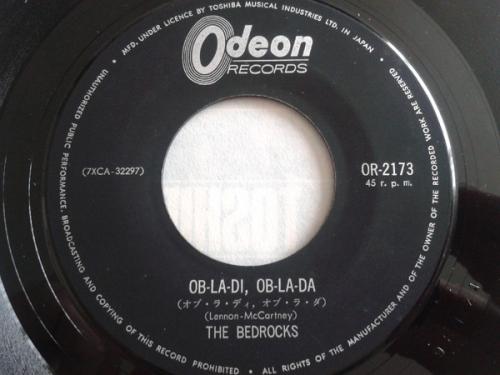 MFD. UNDER LICENCE BY TOSHIBA MUSICAL INDUSTRIES LTD. IN JAPAN • ALL RIGHTS OF THE MANUFACTURER AND OF THE OWNER OF THE RECORDED WORK ARE RESERVED
UNAUTHORIZED PUBLIC PERFORMANCE, BROADCASTING AND COPYING OF THIS RECORD PROHIBITED •
Odeon
RECORDS
(7XCA-32297)
OR-2173
45 r. p. m.
OB-LA-DI, OB-LA-DA
(オブ・ラ・ディ, オブ・ラ・ダ)
(Lennon-McCartney)
THE BEDROCKS